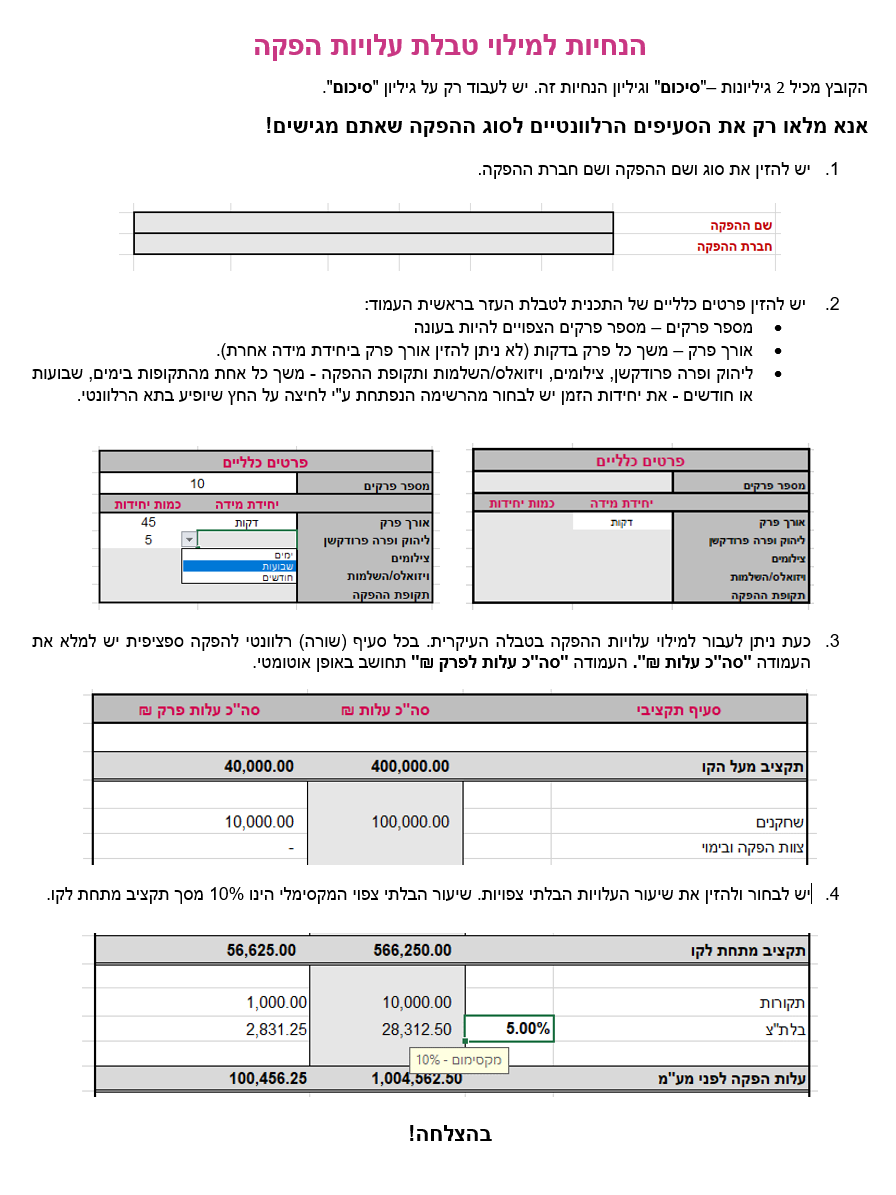 הנחיות למילוי טבלת עלויות הפקה
הקובץ מכיל 2 גיליונות –"סיכום" וגיליון הנחיות זה. יש לעבוד רק על גיליון "סיכום".
אנא מלאו רק את הסעיפים הרלוונטיים לסוג ההפקה שאתם מגישים!
1. יש להזין את סוג ושם ההפקה ושם חברת ההפקה.
שם ההפקה
חברת ההפקה
2. יש להזין פרטים כלליים של התכנית לטבלת העזר בראשית העמוד:
• מספר פרקים – מספר פרקים הצפויים להיות בעונה
• אורך פרק – משך כל פרק בדקות (לא ניתן להזין אורך פרק ביחידת מידה אחרת).
• ליהוק ופרה פרודקשן, צילומים, ויזואלס/השלמות ותקופת ההפקה - משך כל אחת מהתקופות בימים, שבועות
או חודשים - את יחידות הזמן יש לבחור מהרשימה הנפתחת ע"י לחיצה על החץ שיופיע בתא הרלוונטי.
פרטים כלליים
מספר פרקים
יחידת מידה כמות יחידות
אורך פרק דקות
ליהוק ופרה פרודקשן
צילומים
ויזואלס/השלמות
תקופת ההפקה
פרטים כלליים
מספר פרקים 10
יחידת מידה כמות יחידות
אורך פרק דקות 45
ליהוק ופרה פרודקשן 5
צילומים
ויזואלס/השלמות
תקופת ההפקה
ימים
שבועות
חודשים
3. כעת ניתן לעבור למילוי עלויות ההפקה בטבלה העיקרית. בכל סעיף (שורה) רלוונטי להפקה ספציפית יש למלא את
העמודה "סה"כ עלות ₪". העמודה "סה"כ עלות לפרק ₪" תחושב באופן אוטומטי.
סעיף תקציבי סה"כ עלות ₪ סה"כ עלות פרק ₪
תקציב מעל הקו 400,000.00 40,000.00
שחקנים 100,000.00 10,000.00
צוות הפקה ובימוי -
4. יש לבחור ולהזין את שיעור העלויות הבלתי צפויות. שיעור הבלתי צפוי המקסימלי הינו 10% מסך תקציב מתחת לקו.
תקציב מתחת לקו 566,250.00 56,625.00
תקורות 10,000.00 1,000.00
בלת"צ 5.00% 28,312.50 2,831.25
מקסימום - 10%
עלות הפקה לפני מע"מ 1,004,562.50 100,456.25
בהצלחה!